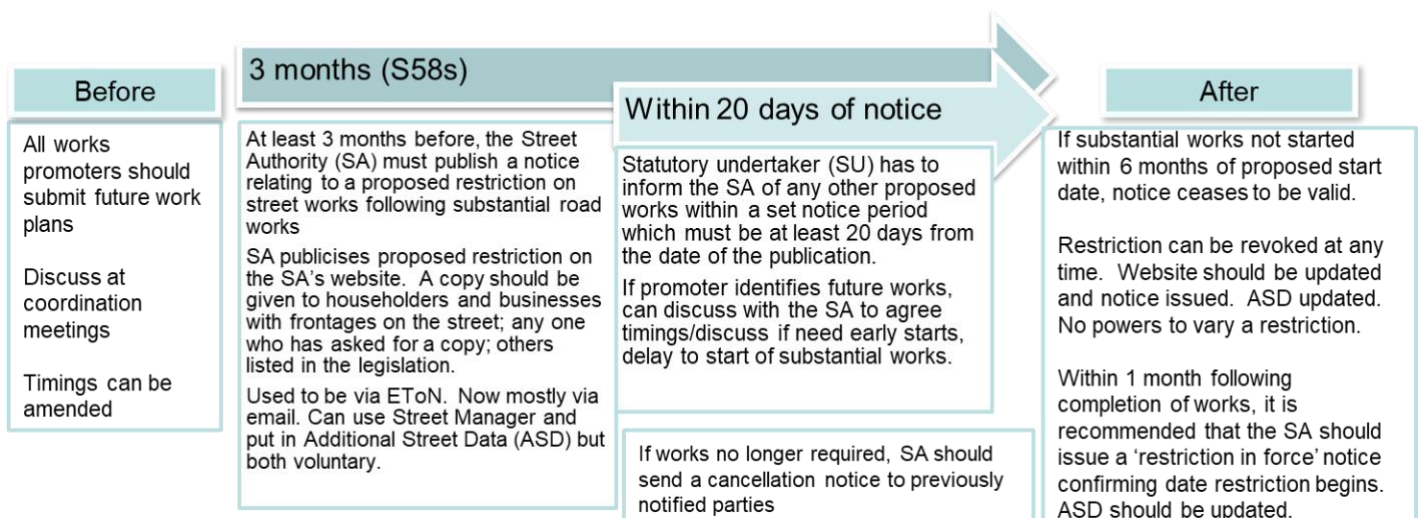 Before
All works
promoters should
submit future work
plans
Discuss at
coordination
meetings
Timings can be
amended
3 months (S58s)
At least 3 months before, the Street
Authority (SA) must publish a notice
relating to a proposed restriction on
street works following substantial road
works
SA publicises proposed restriction on
the SA's website. A copy should be
given to householders and businesses
with frontages on the street; any one
who has asked for a copy; others
listed in the legislation.
Used to be via EToN. Now mostly via
email. Can use Street Manager and
put in Additional Street Data (ASD) but
both voluntary.
Within 20 days of notice
Statutory undertaker (SU) has to
inform the SA of any other proposed
works within a set notice period
which must be at least 20 days from
the date of the publication.
If promoter identifies future works,
can discuss with the SA to agree
timings/discuss if need early starts,
delay to start of substantial works.
If works no longer required, SA should
send a cancellation notice to previously
notified parties
After
If substantial works not started
within 6 months of proposed start
date, notice ceases to be valid.
Restriction can be revoked at any
time. Website should be updated
and notice issued. ASD updated.
No powers to vary a restriction.
Within 1 month following
completion of works, it is
recommended that the SA should
issue a 'restriction in force' notice
confirming date restriction begins.
ASD should be updated.